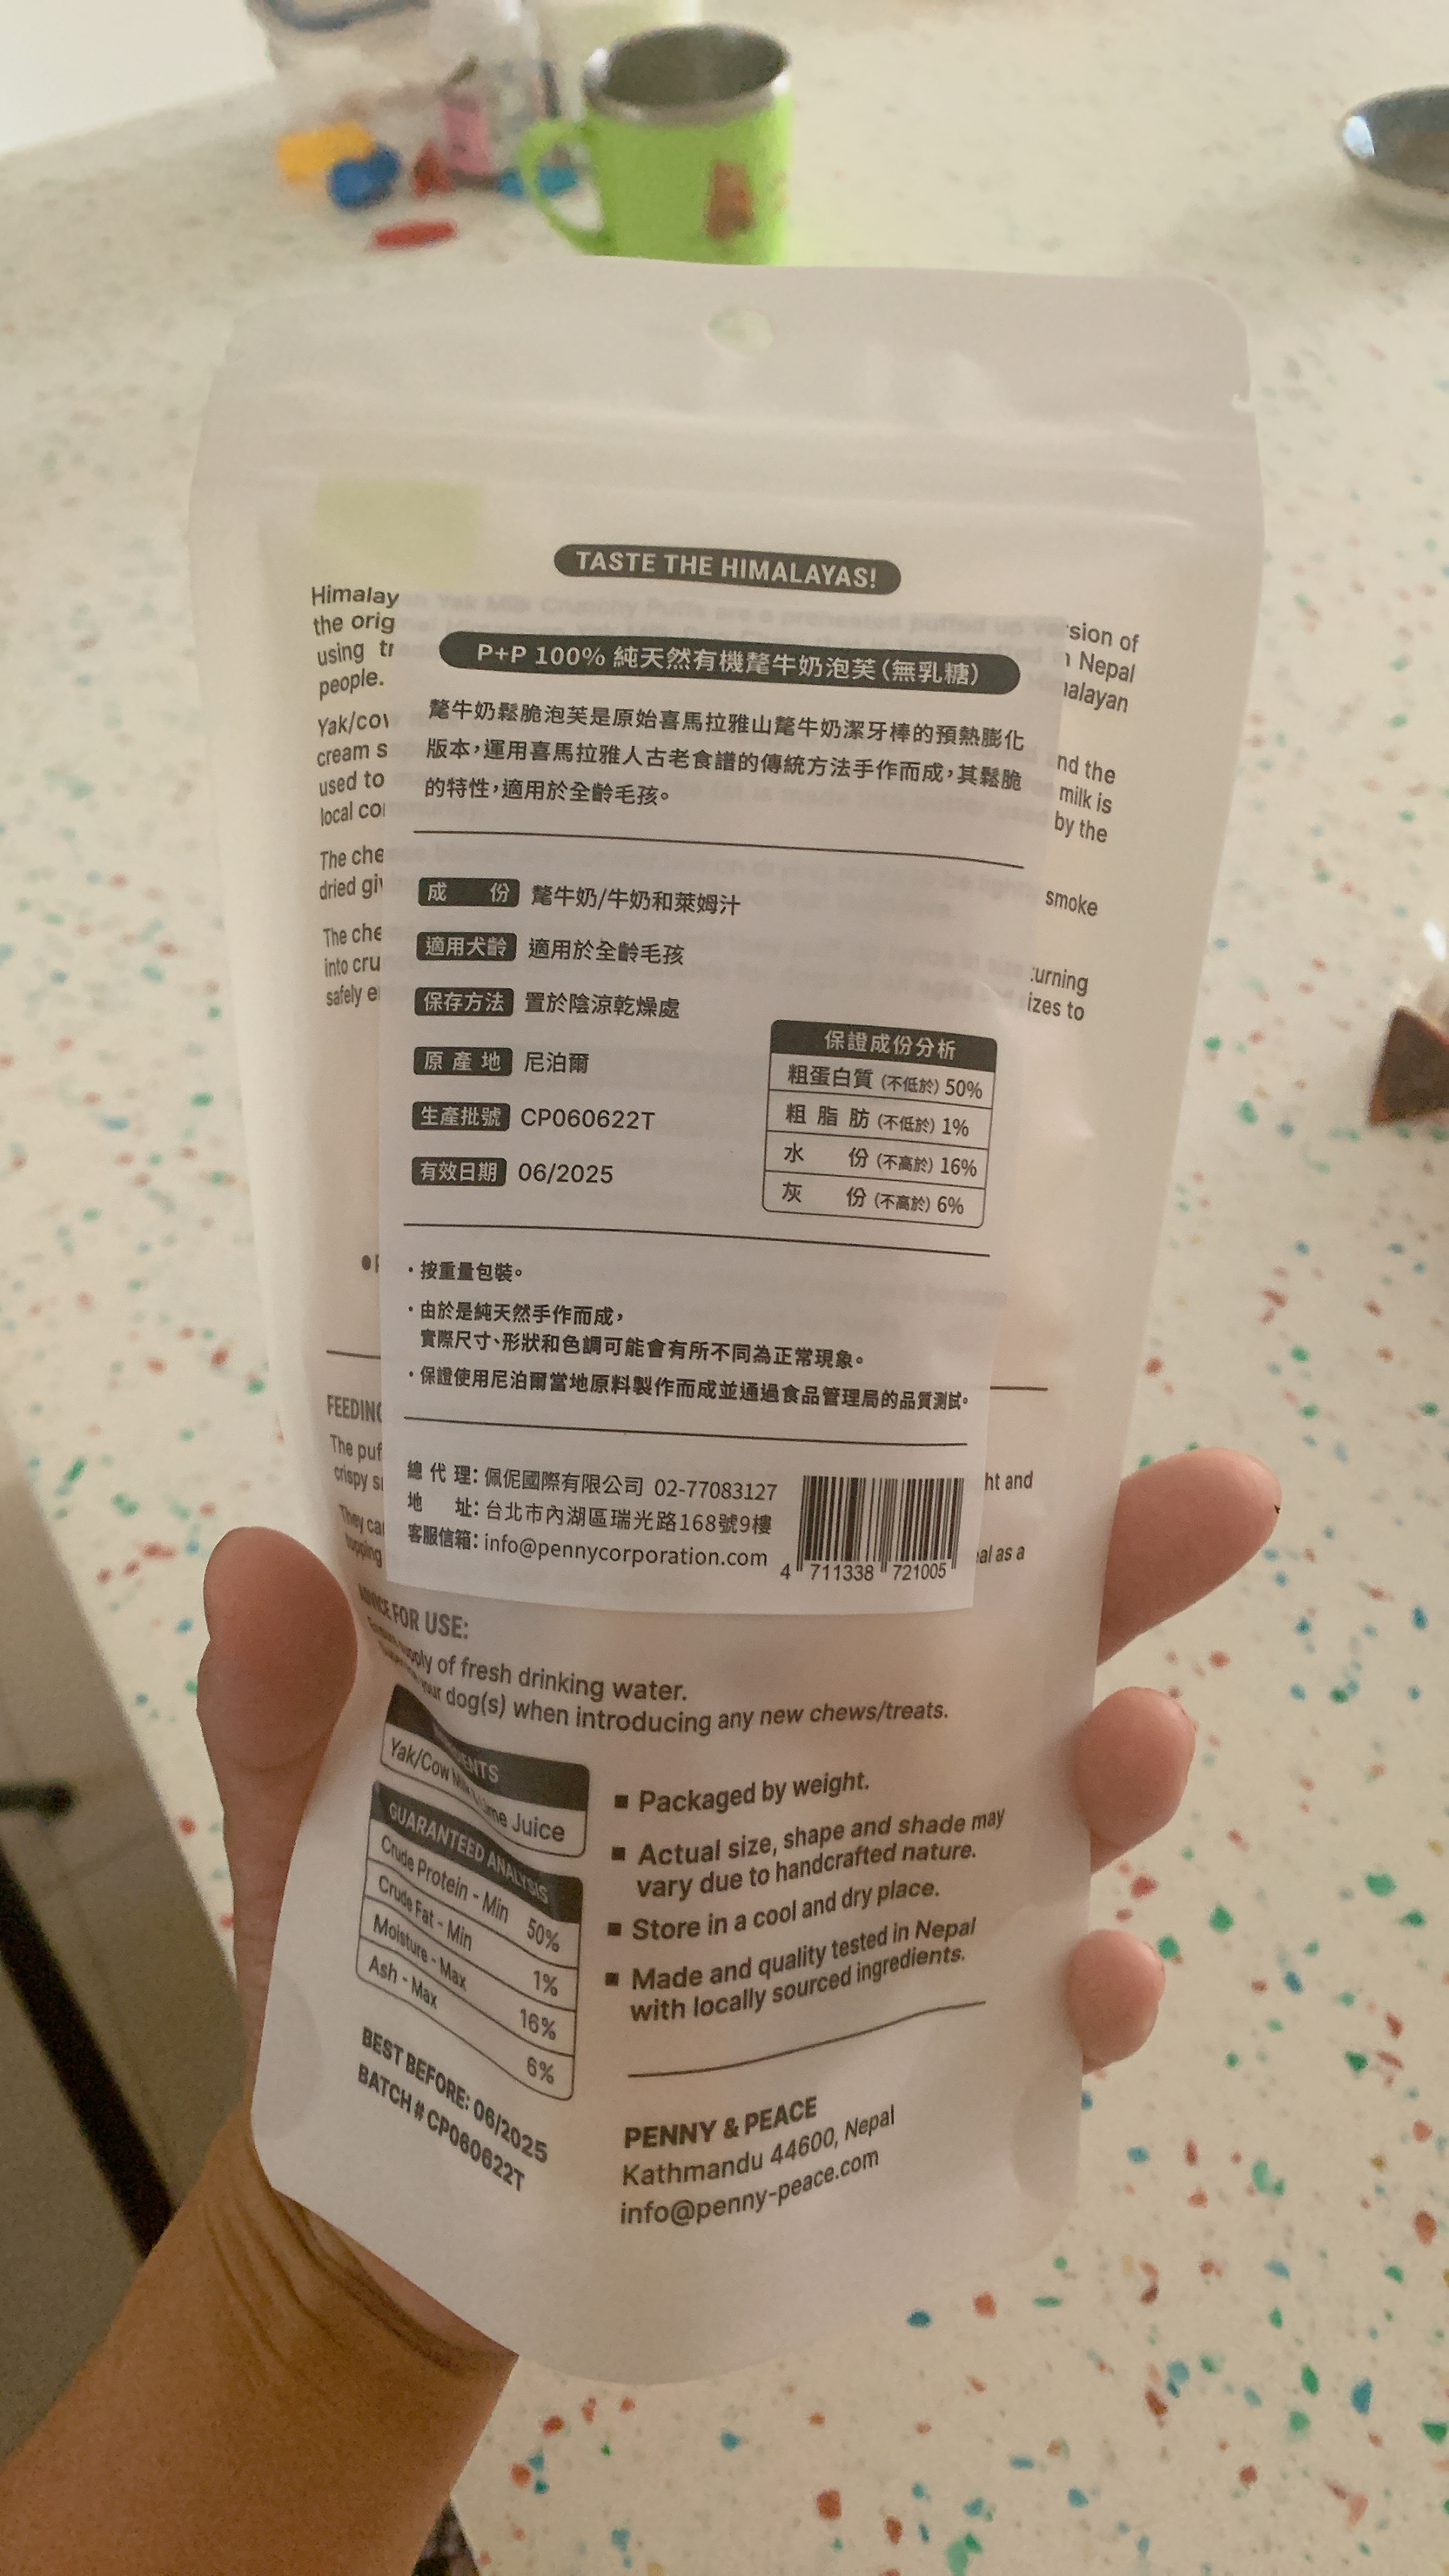 TASTE THE HIMALAYAS!
Himalay
the orig
using tr
people.
Yak/cow
cream s
used to
local co
The che
dried giv
The che
into cru
safely e
rsion of
n Nepal
malayan
nd the
milk is
by the
smoke
turning
izes to
P+P 100% 純天然有機氂牛奶泡芙(無乳糖)
氂牛奶鬆脆泡芙是原始喜馬拉雅山氂牛奶潔牙棒的預熱膨化
版本,運用喜馬拉雅人古老食譜的傳統方法手作而成,其鬆脆
的特性,適用於全齡毛孩。
成份 氂牛奶/牛奶和萊姆汁
適用犬齡 適用於全齡毛孩
保存方法 置於陰涼乾燥處
原產地 尼泊爾
生產批號 CP060622T
有效日期 06/2025
保證成份分析
粗蛋白質 (不低於) 50%
粗脂肪 (不低於) 1%
水份 (不高於) 16%
灰份 (不高於) 6%
・按重量包裝。
・由於是純天然手作而成,
實際尺寸、形狀和色調可能會有所不同為正常現象。
・保證使用尼泊爾當地原料製作而成並通過食品管理局的品質測試。
總代理: 佩伲國際有限公司 02-77083127
地址: 台北市內湖區瑞光路168號9樓
客服信箱: info@pennycorporation.com
4 711338 721005
FEEDING
The puf
crispy s
They ca
topping
ht and
al as a
ADVICE FOR USE:
supply of fresh drinking water.
your dog(s) when introducing any new chews/treats.
Yak/Cow Milk Lime Juice
GUARANTEED ANALYSIS
Crude Protein - Min 50%
Crude Fat - Min 1%
Moisture - Max 16%
Ash - Max 6%
BEST BEFORE: 06/2025
BATCH # CP060622T
■ Packaged by weight.
■ Actual size, shape and shade may
vary due to handcrafted nature.
■ Store in a cool and dry place.
■ Made and quality tested in Nepal
with locally sourced ingredients.
PENNY & PEACE
Kathmandu 44600, Nepal
info@penny-peace.com